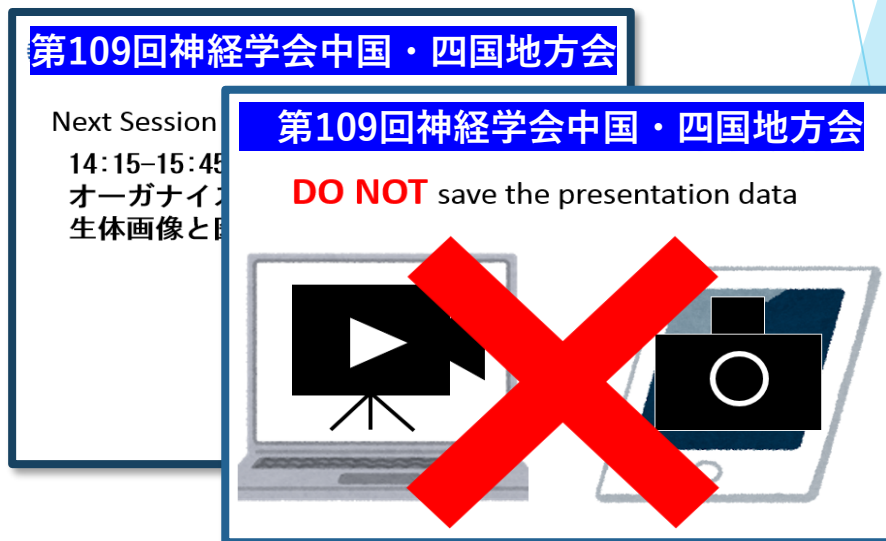 第109回神経学会中国・四国地方会
Next Session
14:15-15:45
オーガナイ
生体画像と
第109回神経学会中国・四国地方会
DO NOT save the presentation data